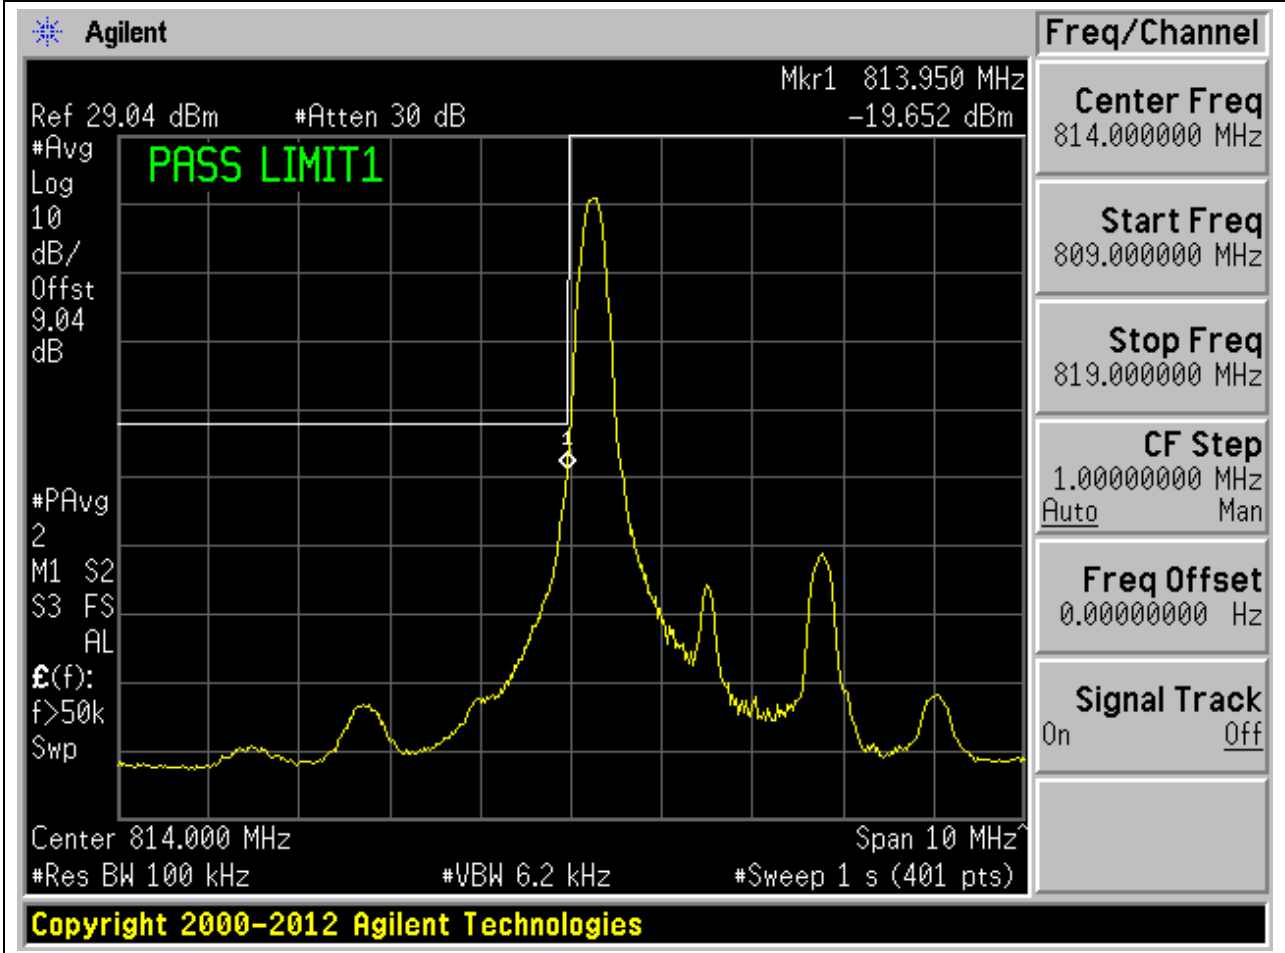 Agilent
Freq/Channel
Mkr1 813.950 MHz
Ref 29.04 dBm #Atten 30 dB -19.652 dBm
#Avg
Log
10
dB/
Offst
9.04
dB
PASS LIMIT1
1
#PAvg
2
M1 S2
S3 FS
AL
£(f):
f>50k
Swp
Center 814.000 MHz Span 10 MHz^
#Res BW 100 kHz #VBW 6.2 kHz #Sweep 1 s (401 pts)
Copyright 2000-2012 Agilent Technologies
Center Freq
814.000000 MHz
Start Freq
809.000000 MHz
Stop Freq
819.000000 MHz
CF Step
1.00000000 MHz
Auto Man
Freq Offset
0.00000000 Hz
Signal Track
On Off